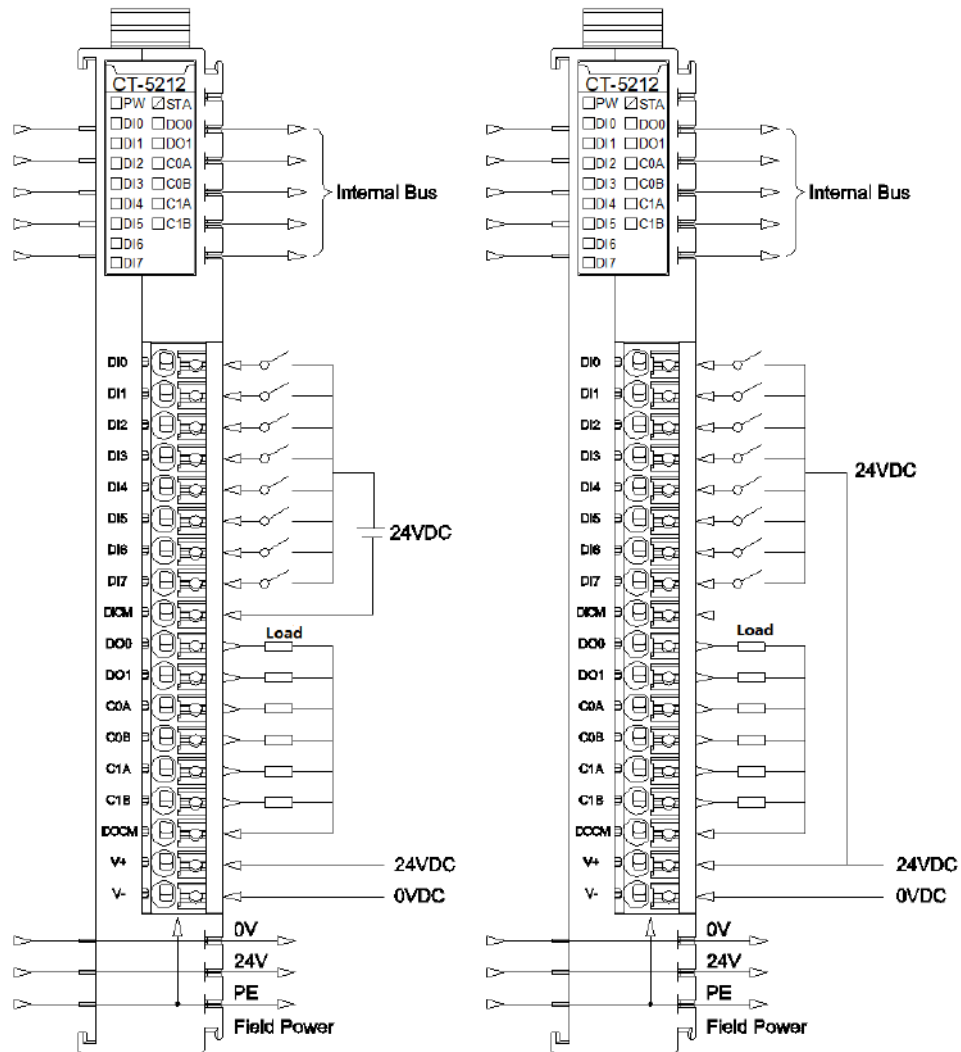 CT-5212
PW STA
DI0 DO0
DI1 DO1
DI2 C0A
DI3 C0B
DI4 C1A
DI5 C1B
DI6
DI7
Internal Bus
DI0
DI1
DI2
DI3
DI4
DI5
DI6
DI7
DICM
DO0
DO1
C0A
C0B
C1A
C1B
DOCM
V+
V-
24VDC
Load
24VDC
0VDC
0V
24V
PE
Field Power
CT-5212
PW STA
DI0 DO0
DI1 DO1
DI2 C0A
DI3 C0B
DI4 C1A
DI5 C1B
DI6
DI7
Internal Bus
DI0
DI1
DI2
DI3
DI4
DI5
DI6
DI7
DICM
DO0
DO1
C0A
C0B
C1A
C1B
DOCM
V+
V-
24VDC
Load
24VDC
0VDC
0V
24V
PE
Field Power